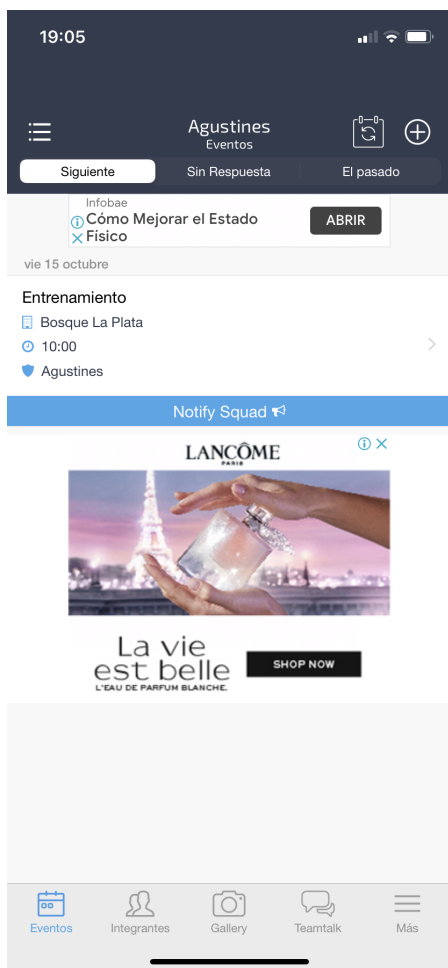 19:05
Agustines
Eventos
Siguiente
Sin Respuesta
El pasado
Infobae
Cómo Mejorar el Estado
Físico
ABRIR
vie 15 octubre
Entrenamiento
Bosque La Plata
10:00
Agustines
Notify Squad
LANCÔME
PARIS
La vie
est belle
L'EAU DE PARFUM BLANCHE.
SHOP NOW
Eventos
Integrantes
Gallery
Teamtalk
Más